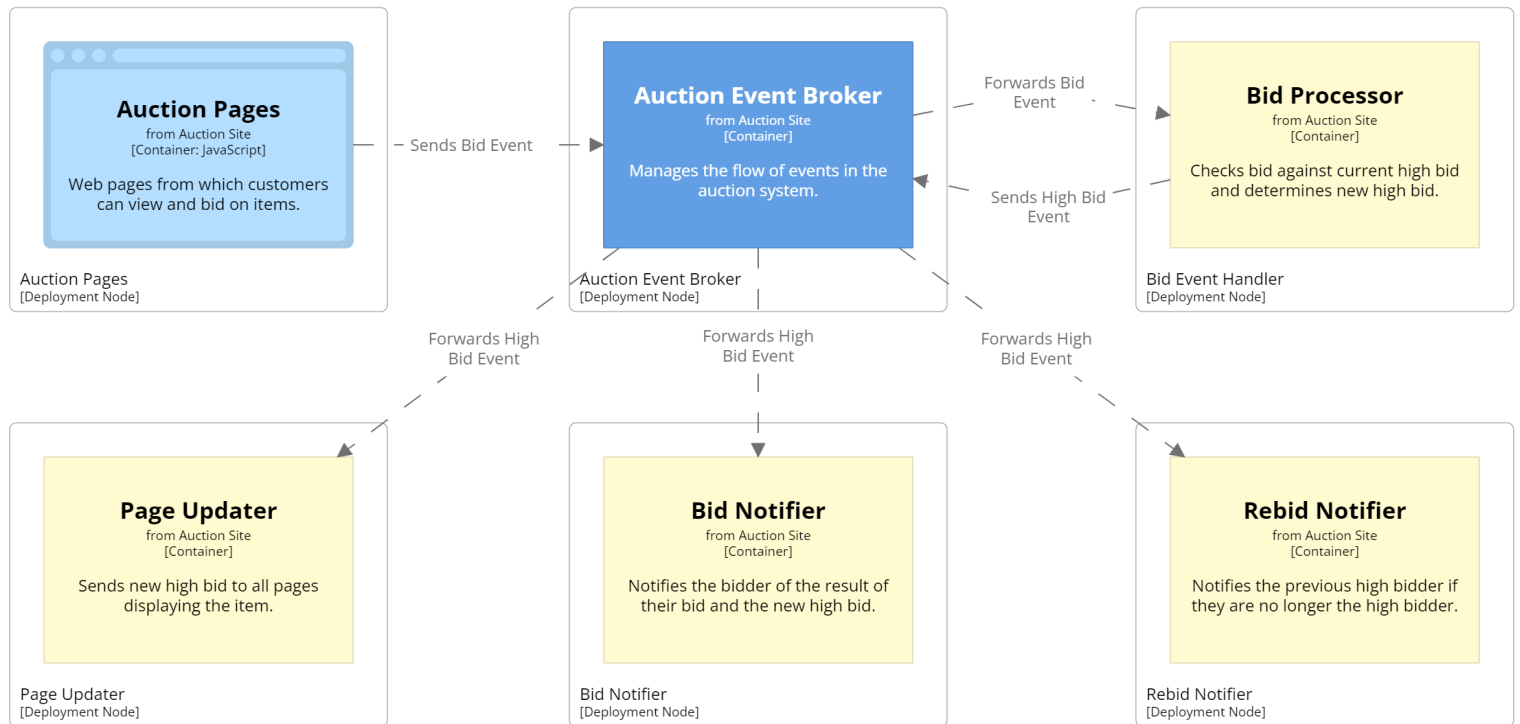 Auction Pages
from Auction Site
[Container: JavaScript]
Web pages from which customers
can view and bid on items.
Auction Pages
[Deployment Node]
Sends Bid Event
Auction Event Broker
from Auction Site
[Container]
Manages the flow of events in the
auction system.
Auction Event Broker
[Deployment Node]
Forwards Bid
Event
Sends High Bid
Event
Bid Processor
from Auction Site
[Container]
Checks bid against current high bid
and determines new high bid.
Bid Event Handler
[Deployment Node]
Forwards High
Bid Event
Forwards High
Bid Event
Forwards High
Bid Event
Page Updater
from Auction Site
[Container]
Sends new high bid to all pages
displaying the item.
Page Updater
[Deployment Node]
Bid Notifier
from Auction Site
[Container]
Notifies the bidder of the result of
their bid and the new high bid.
Bid Notifier
[Deployment Node]
Rebid Notifier
from Auction Site
[Container]
Notifies the previous high bidder if
they are no longer the high bidder.
Rebid Notifier
[Deployment Node]